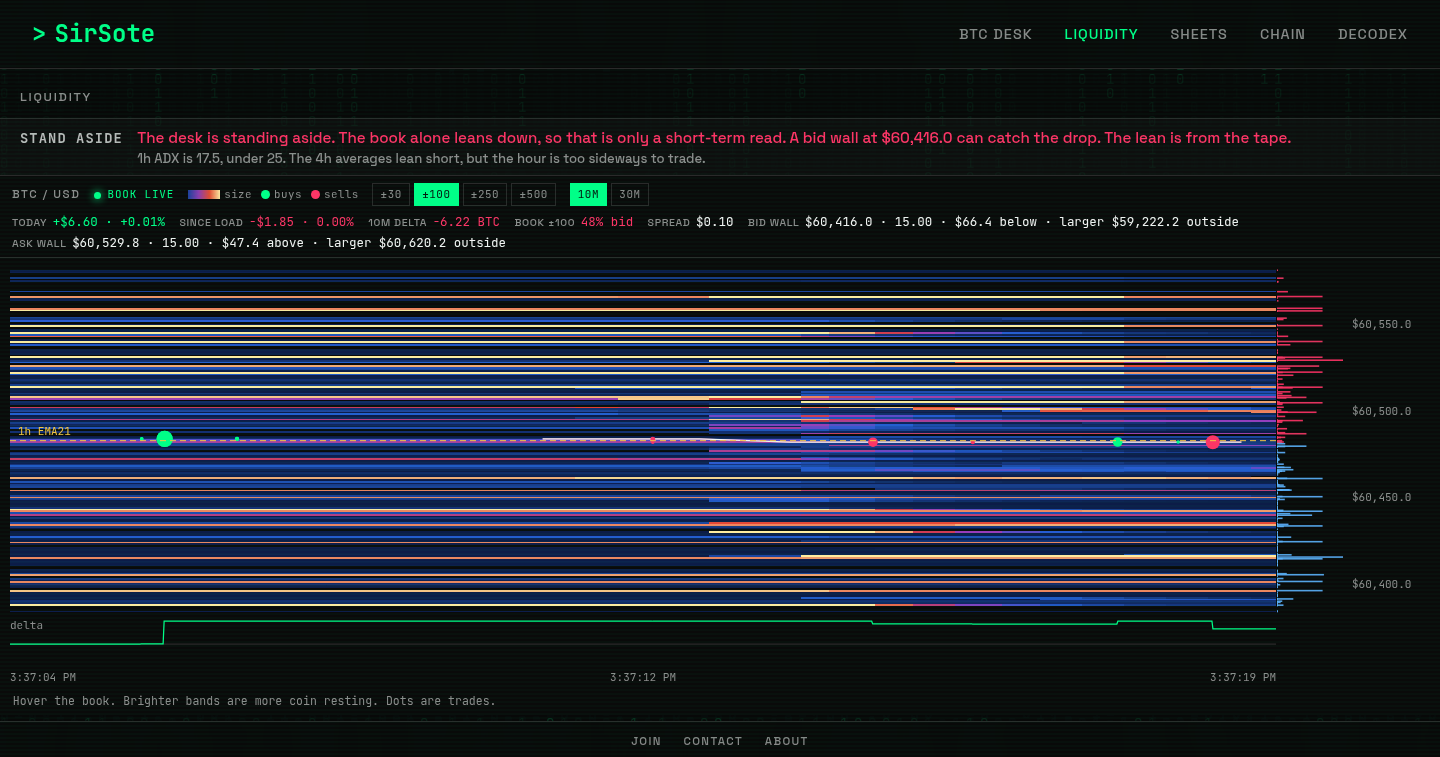 > SirSote
BTC DESK LIQUIDITY SHEETS CHAIN DECODEX
LIQUIDITY
STAND ASIDE The desk is standing aside. The book alone leans down, so that is only a short-term read. A bid wall at $60,416.0 can catch the drop. The lean is from the tape.
1h ADX is 17.5, under 25. The 4h averages lean short, but the hour is too sideways to trade.
BTC / USD BOOK LIVE size buys sells ±30 ±100 ±250 ±500 10M 30M
TODAY +$6.60 · +0.01% SINCE LOAD -$1.85 · 0.00% 10M DELTA -6.22 BTC BOOK ±100 48% bid SPREAD $0.10 BID WALL $60,416.0 · 15.00 · $66.4 below · larger $59,222.2 outside
ASK WALL $60,529.8 · 15.00 · $47.4 above · larger $60,620.2 outside
$60,550.0
$60,500.0
1h EMA21
$60,450.0
$60,400.0
delta
3:37:04 PM 3:37:12 PM 3:37:19 PM
Hover the book. Brighter bands are more coin resting. Dots are trades.
JOIN CONTACT ABOUT